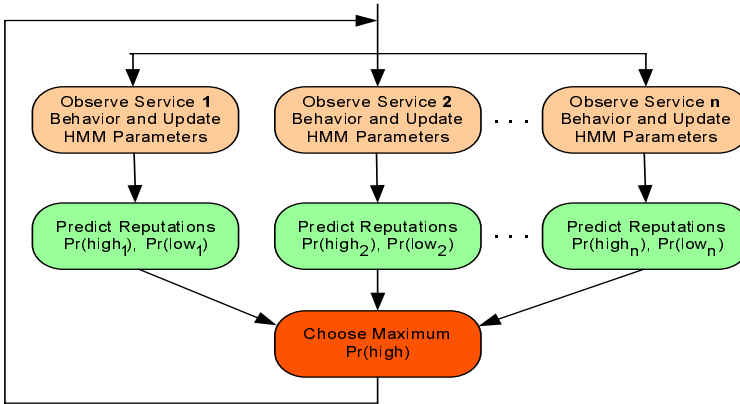 Observe Service 1
Behavior and Update
HMM Parameters
Observe Service 2
Behavior and Update
HMM Parameters
. . .
Observe Service n
Behavior and Update
HMM Parameters
Predict Reputations
Pr(high1), Pr(low1)
Predict Reputations
Pr(high2), Pr(low2)
. . .
Predict Reputations
Pr(highn), Pr(lown)
Choose Maximum
Pr(high)